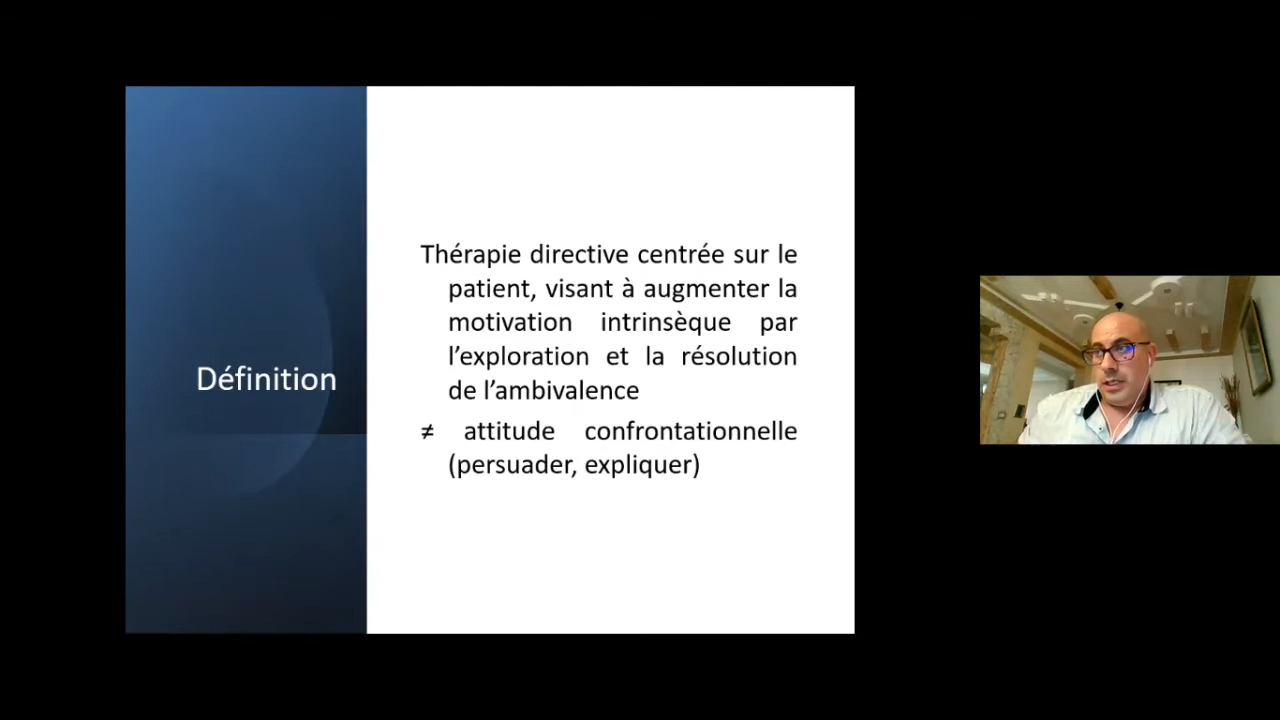 Définition
Thérapie directive centrée sur le
patient, visant à augmenter la
motivation intrinsèque par
l’exploration et la résolution
de l’ambivalence
≠ attitude confrontationnelle
(persuader, expliquer)